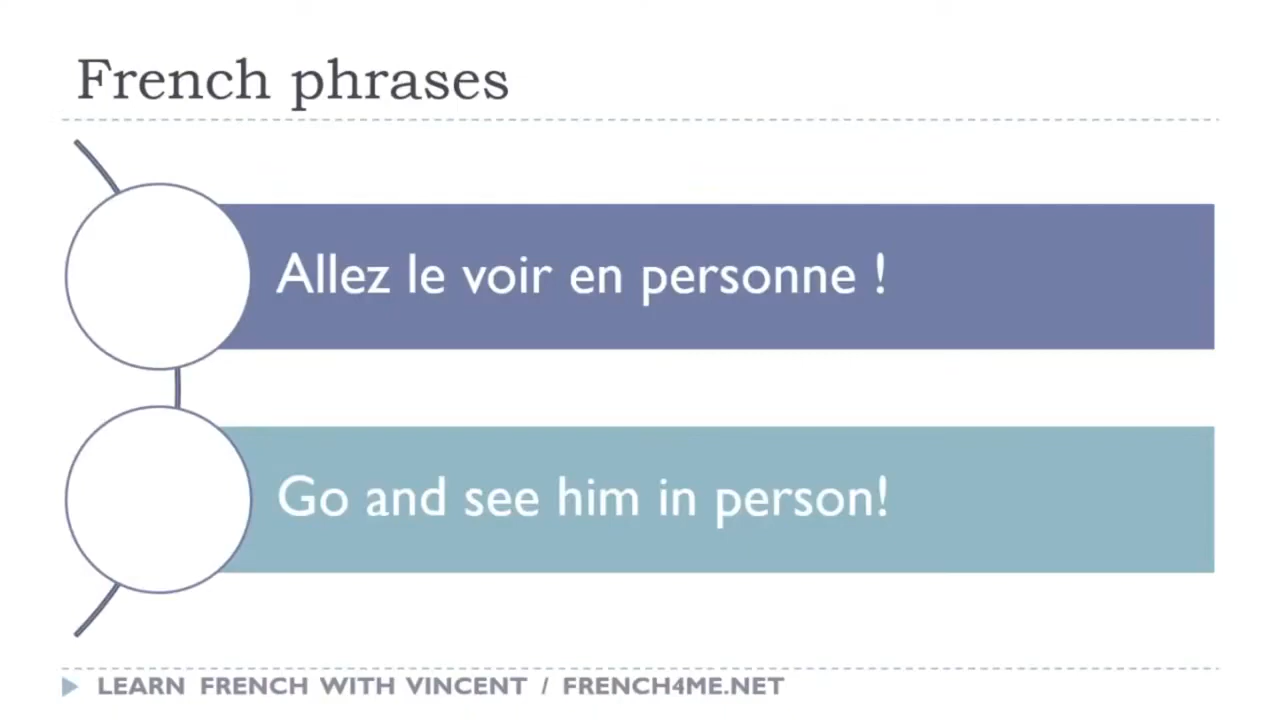 French phrases
Allez le voir en personne !
Go and see him in person!
LEARN FRENCH WITH VINCENT / FRENCH4ME.NET